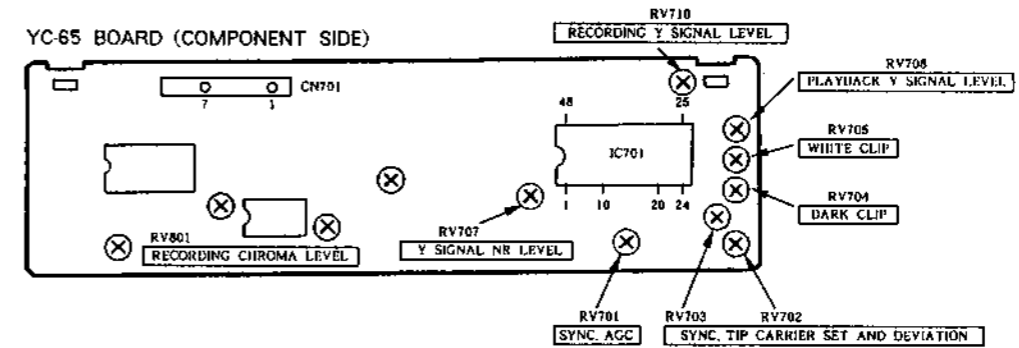 RV710
RECORDING Y SIGNAL LEVEL
YC-65 BOARD (COMPONENT SIDE)
RV708
PLAYBACK Y SIGNAL LEVEL
CN701
7 1
48 25
RV705
WHITE CLIP
IC701
RV704
DARK CLIP
1 10 20 24
RV707
Y SIGNAL NR LEVEL
RV801
RECORDING CHROMA LEVEL
RV701
SYNC. AGC
RV703 RV702
SYNC. TIP CARRIER SET AND DEVIATION